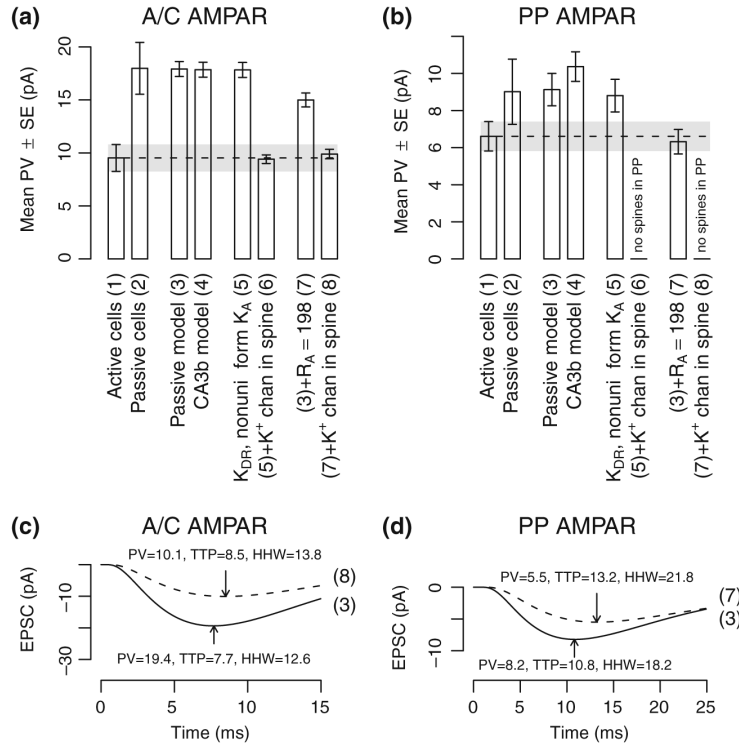 (a) A/C AMPAR
Mean PV ± SE (pA)
0 5 10 15 20
Active cells (1)
Passive cells (2)
Passive model (3)
CA3b model (4)
K_DR, nonuni form K_A (5)
(5)+K⁺ chan in spine (6)
(3)+R_A = 198 (7)
(7)+K⁺ chan in spine (8)
(b) PP AMPAR
Mean PV ± SE (pA)
0 2 4 6 8 10
no spines in PP
no spines in PP
Active cells (1)
Passive cells (2)
Passive model (3)
CA3b model (4)
K_DR, nonuni form K_A (5)
(5)+K⁺ chan in spine (6)
(3)+R_A = 198 (7)
(7)+K⁺ chan in spine (8)
(c) A/C AMPAR
PV=10.1, TTP=8.5, HHW=13.8
(8)
(3)
EPSC (pA)
−10
−30
PV=19.4, TTP=7.7, HHW=12.6
0 5 10 15
Time (ms)
(d) PP AMPAR
PV=5.5, TTP=13.2, HHW=21.8
(7)
(3)
EPSC (pA)
0
−10
PV=8.2, TTP=10.8, HHW=18.2
0 5 10 15 20 25
Time (ms)